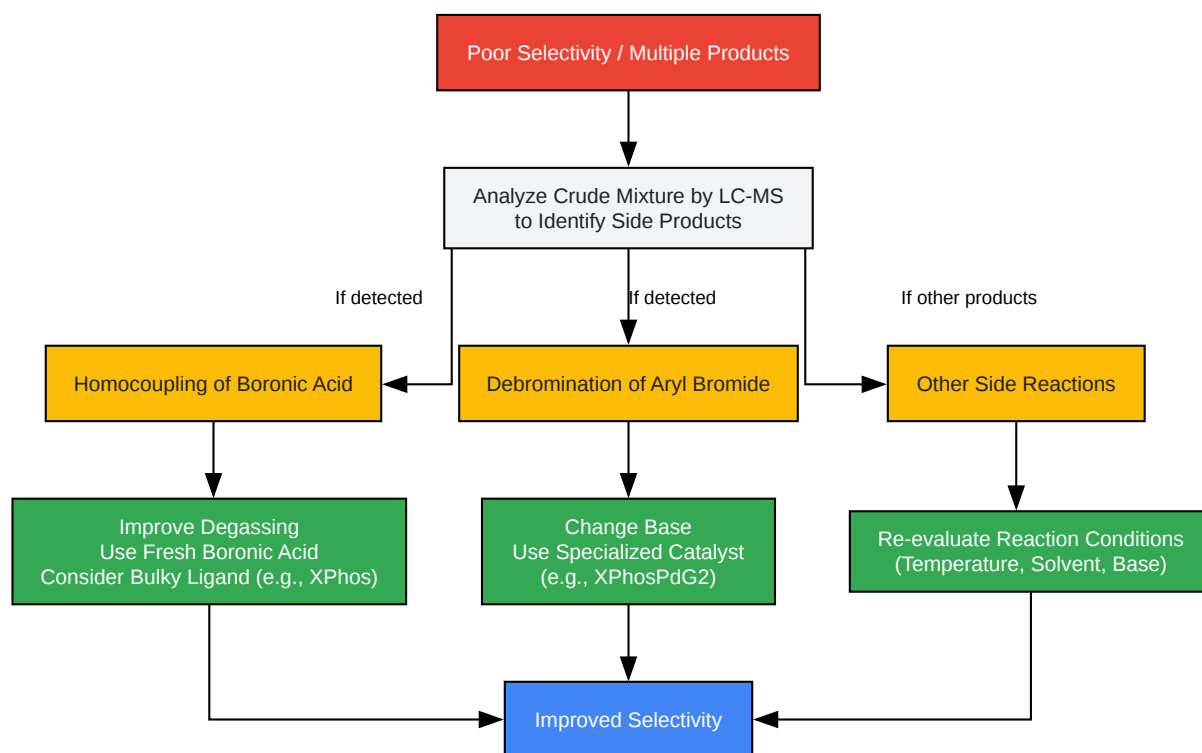 Poor Selectivity / Multiple Products
Analyze Crude Mixture by LC-MS
to Identify Side Products
If detected
If detected
If other products
Homocoupling of Boronic Acid
Debromination of Aryl Bromide
Other Side Reactions
Improve Degassing
Use Fresh Boronic Acid
Consider Bulky Ligand (e.g., XPhos)
Change Base
Use Specialized Catalyst
(e.g., XPhosPdG2)
Re-evaluate Reaction Conditions
(Temperature, Solvent, Base)
Improved Selectivity